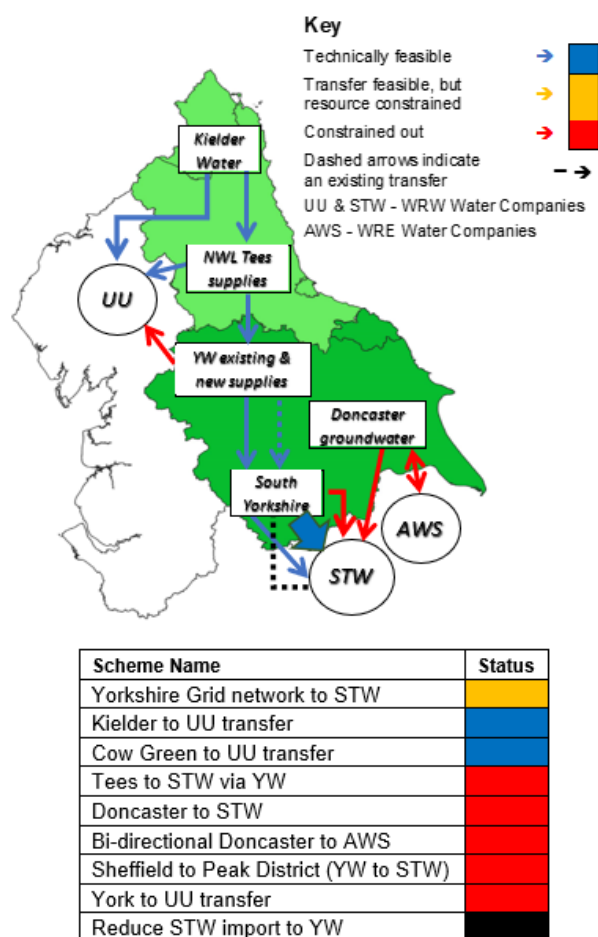 Key
Technically feasible
Transfer feasible, but
resource constrained
Constrained out
Dashed arrows indicate
an existing transfer
UU & STW - WRW Water Companies
AWS - WRE Water Companies
Kielder
Water
NWL Tees
supplies
UU
YW existing &
new supplies
Doncaster
groundwater
South
Yorkshire
AWS
STW
Scheme Name Status
Yorkshire Grid network to STW
Kielder to UU transfer
Cow Green to UU transfer
Tees to STW via YW
Doncaster to STW
Bi-directional Doncaster to AWS
Sheffield to Peak District (YW to STW)
York to UU transfer
Reduce STW import to YW